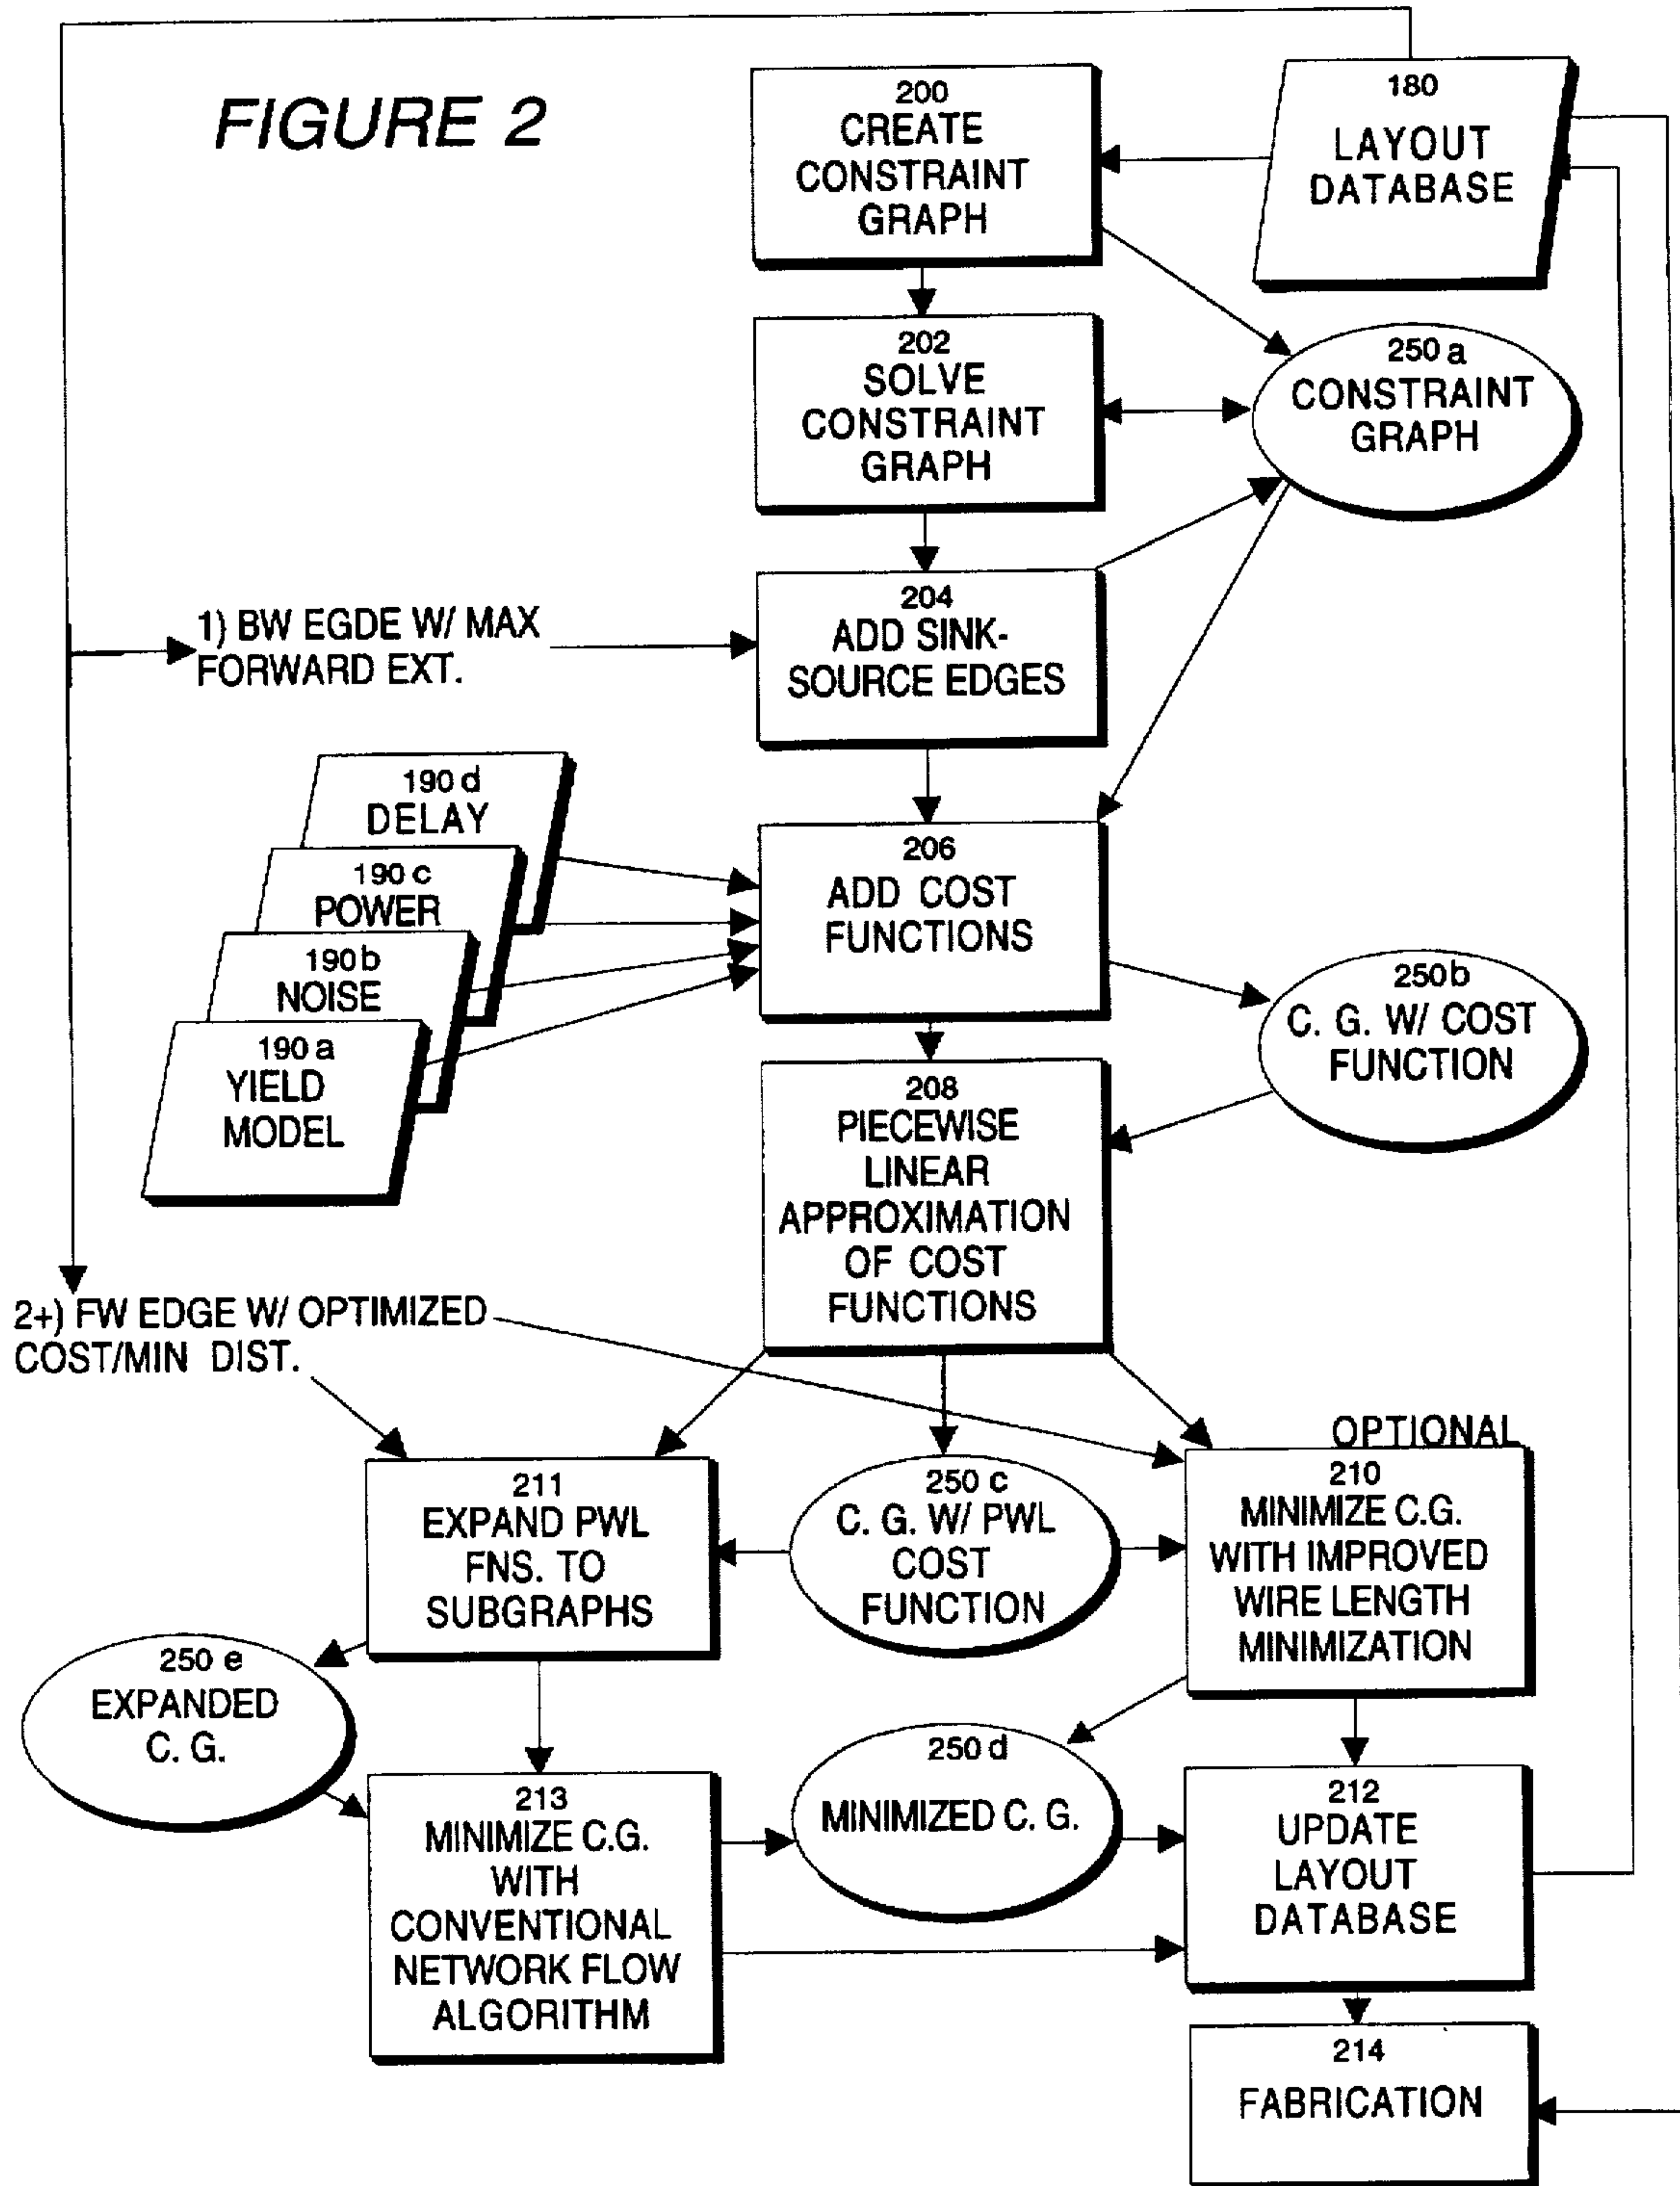 FIGURE 2
200
CREATE
CONSTRAINT
GRAPH
180
LAYOUT
DATABASE
202
SOLVE
CONSTRAINT
GRAPH
250 a
CONSTRAINT
GRAPH
1) BW EGDE W/ MAX
FORWARD EXT.
204
ADD SINK-
SOURCE EDGES
190 d
DELAY
190 c
POWER
190 b
NOISE
190 a
YIELD
MODEL
206
ADD COST
FUNCTIONS
250 b
C. G. W/ COST
FUNCTION
208
PIECEWISE
LINEAR
APPROXIMATION
OF COST
FUNCTIONS
2+) FW EDGE W/ OPTIMIZED
COST/MIN DIST.
211
EXPAND PWL
FNS. TO
SUBGRAPHS
250 c
C. G. W/ PWL
COST
FUNCTION
OPTIONAL
210
MINIMIZE C.G.
WITH IMPROVED
WIRE LENGTH
MINIMIZATION
250 e
EXPANDED
C. G.
213
MINIMIZE C.G.
WITH
CONVENTIONAL
NETWORK FLOW
ALGORITHM
250 d
MINIMIZED C. G.
212
UPDATE
LAYOUT
DATABASE
214
FABRICATION